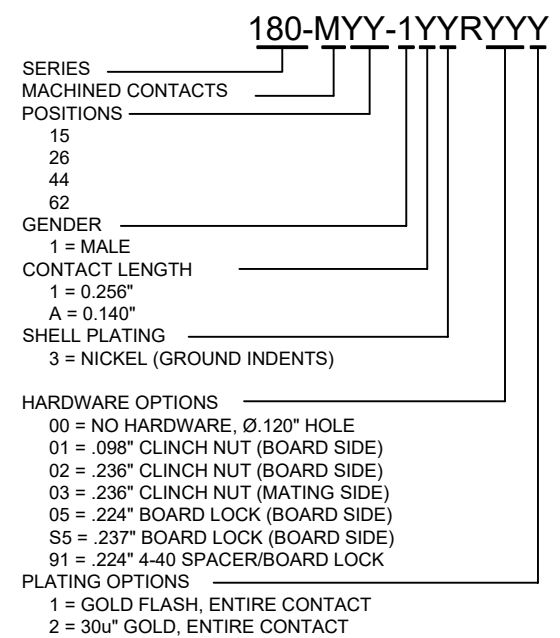 180-MYY-1YYRYYY
SERIES
MACHINED CONTACTS
POSITIONS
15
26
44
62
GENDER
1 = MALE
CONTACT LENGTH
1 = 0.256"
A = 0.140"
SHELL PLATING
3 = NICKEL (GROUND INDENTS)
HARDWARE OPTIONS
00 = NO HARDWARE, Ø.120" HOLE
01 = .098" CLINCH NUT (BOARD SIDE)
02 = .236" CLINCH NUT (BOARD SIDE)
03 = .236" CLINCH NUT (MATING SIDE)
05 = .224" BOARD LOCK (BOARD SIDE)
S5 = .237" BOARD LOCK (BOARD SIDE)
91 = .224" 4-40 SPACER/BOARD LOCK
PLATING OPTIONS
1 = GOLD FLASH, ENTIRE CONTACT
2 = 30u" GOLD, ENTIRE CONTACT